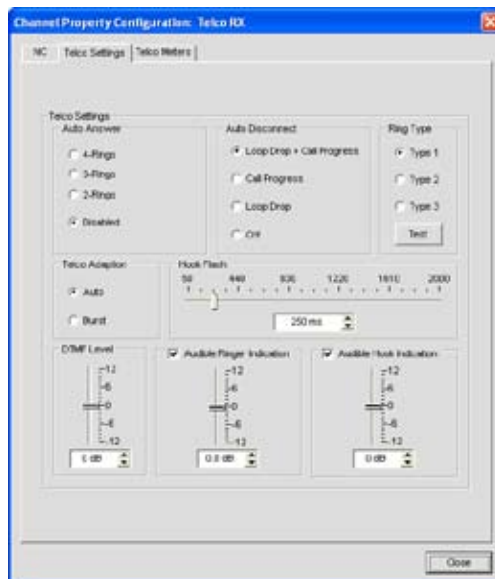 Channel Property Configuration: Telco RX
NC Telco Settings Telco Meters
Telco Settings
Auto Answer
4-Rings
3-Rings
2-Rings
Disabled
Auto Disconnect
Loop Drop + Call Progress
Call Progress
Loop Drop
Off
Ring Type
Type 1
Type 2
Type 3
Test
Telco Adaption
Auto
Burst
Hook Flash
50 440 830 1220 1610 2000
250 ms
DTMF Level
12
6
0
-6
-12
0 dB
Audible Ringer Indication
12
6
0
-6
-12
0.0 dB
Audible Hook Indication
12
6
0
-6
-12
0 dB
Close